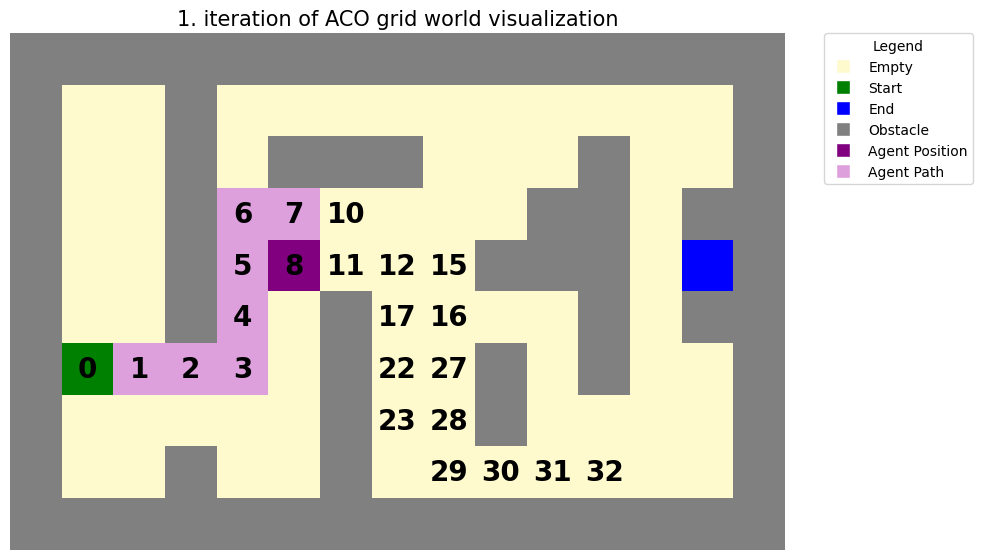 1. iteration of ACO grid world visualization
Legend
Empty
Start
End
Obstacle
Agent Position
Agent Path
6 7 10
5 8 11 12 15
4 17 16
0 1 2 3 22 27
23 28
29 30 31 32